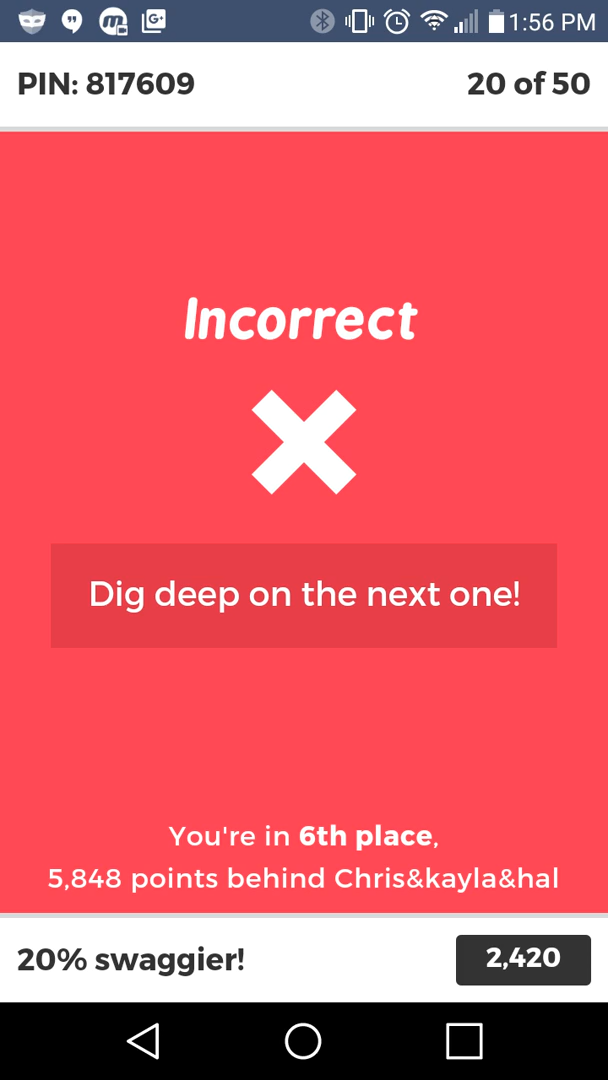 1:56 PM
PIN: 817609
20 of 50
Incorrect
Dig deep on the next one!
You're in 6th place,
5,848 points behind Chris&kayla&hal
20% swaggier!
2,420